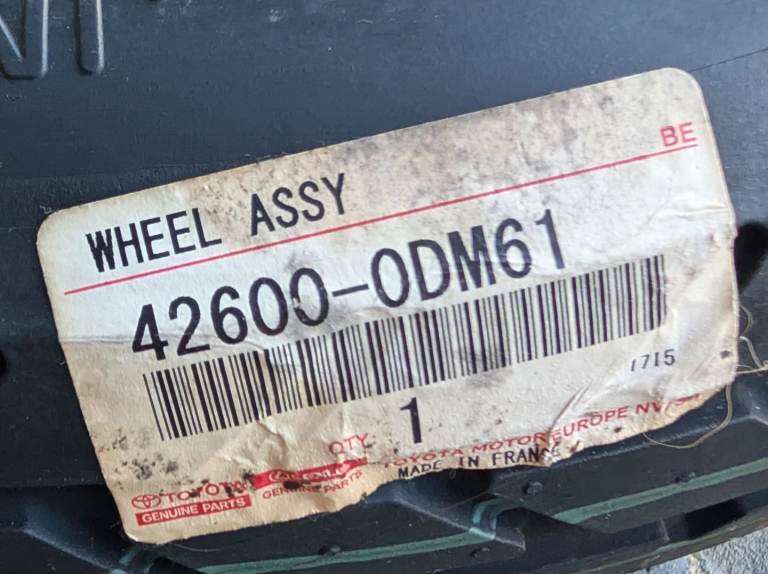 BE
WHEEL ASSY
42600-0DM61
1715
QTY. 1
TOYOTA MOTOR EUROPE NV/SA
MADE IN FRANCE
TOYOTA
GENUINE PARTS
GENUINE PARTS